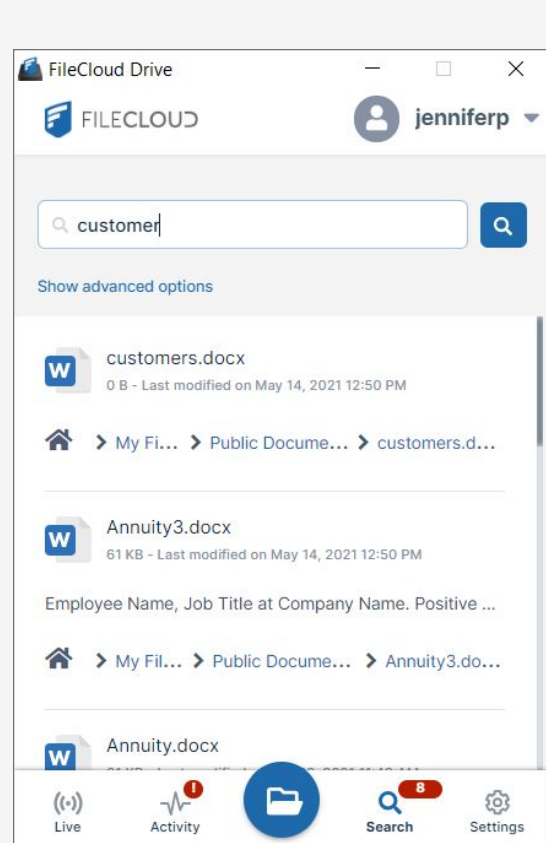 FileCloud Drive
FILECLOUD
jenniferp
customer
Show advanced options
W
customers.docx
0 B - Last modified on May 14, 2021 12:50 PM
My Fi... > Public Docume... > customers.d...
W
Annuity3.docx
61 KB - Last modified on May 14, 2021 12:50 PM
Employee Name, Job Title at Company Name. Positive ...
My Fil... > Public Docume... > Annuity3.do...
W
Annuity.docx
! 8
Live Activity Search Settings